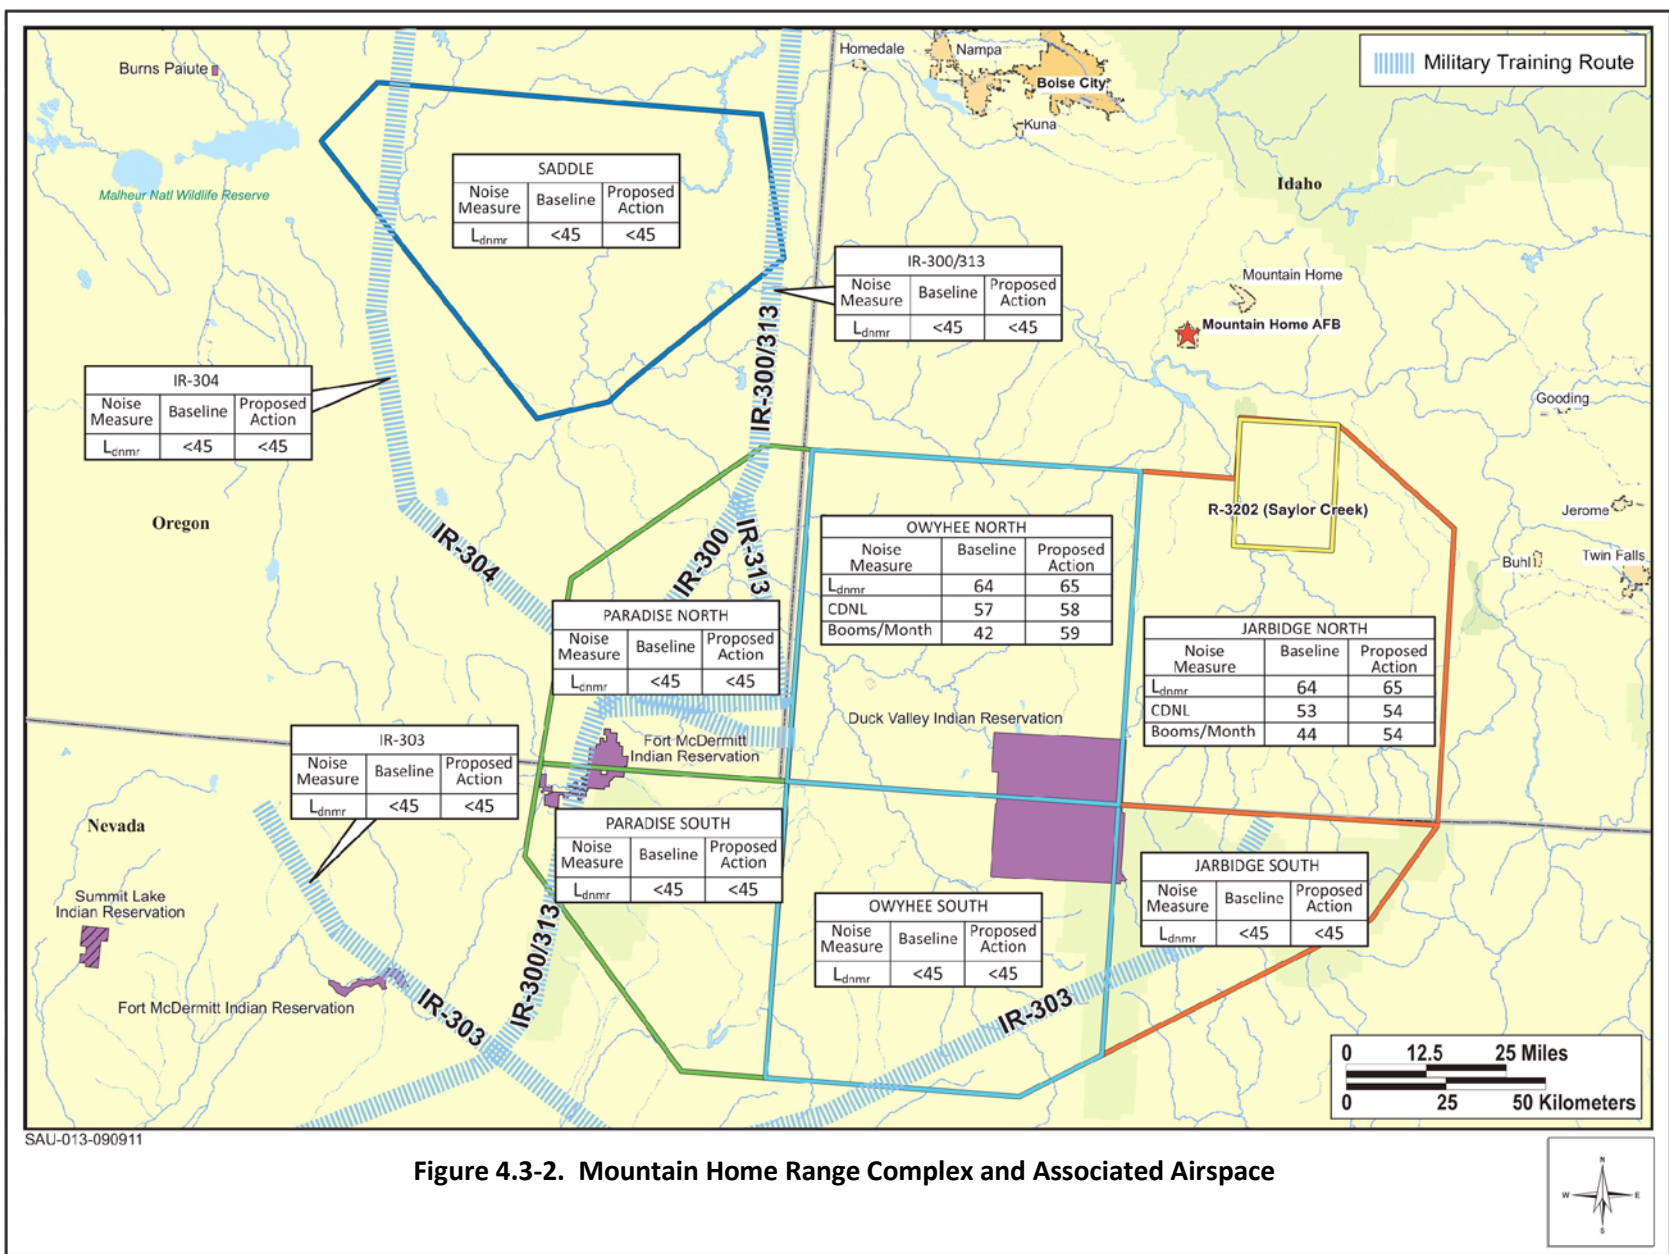 Military Training Route
Burns Paiute
Homedale
Nampa
Boise City
Kuna
Malheur Natl Wildlife Reserve
SADDLE
Noise Measure Baseline Proposed Action
Ldnmr <45 <45
Idaho
IR-300/313
Noise Measure Baseline Proposed Action
Ldnmr <45 <45
Mountain Home
Mountain Home AFB
IR-300/313
IR-304
Noise Measure Baseline Proposed Action
Ldnmr <45 <45
Gooding
Oregon
IR-304
IR-300
IR-313
R-3202 (Saylor Creek)
Jerome
Buhl
Twin Falls
OWYHEE NORTH
Noise Measure Baseline Proposed Action
Ldnmr 64 65
CDNL 57 58
Booms/Month 42 59
PARADISE NORTH
Noise Measure Baseline Proposed Action
Ldnmr <45 <45
JARBIDGE NORTH
Noise Measure Baseline Proposed Action
Ldnmr 64 65
CDNL 53 54
Booms/Month 44 54
Duck Valley Indian Reservation
Fort McDermitt
Indian Reservation
IR-303
Noise Measure Baseline Proposed Action
Ldnmr <45 <45
Nevada
PARADISE SOUTH
Noise Measure Baseline Proposed Action
Ldnmr <45 <45
JARBIDGE SOUTH
Noise Measure Baseline Proposed Action
Ldnmr <45 <45
Summit Lake
Indian Reservation
OWYHEE SOUTH
Noise Measure Baseline Proposed Action
Ldnmr <45 <45
IR-300/313
Fort McDermitt Indian Reservation
IR-303
IR-303
0 12.5 25 Miles
0 25 50 Kilometers
SAU-013-090911
Figure 4.3-2. Mountain Home Range Complex and Associated Airspace
N
W E
S